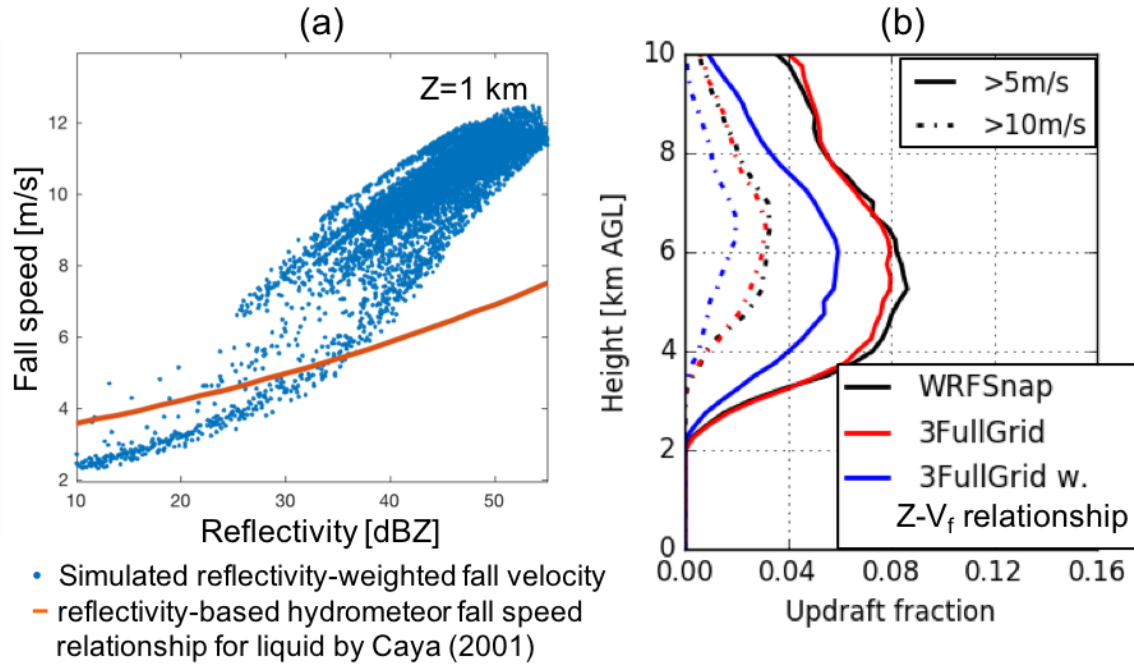 (a)
Z=1 km
Fall speed [m/s]
12
10
8
6
4
2
10
20
30
40
50
Reflectivity [dBZ]
Simulated reflectivity-weighted fall velocity
reflectivity-based hydrometeor fall speed
relationship for liquid by Caya (2001)
(b)
>5m/s
>10m/s
Height [km AGL]
10
8
6
4
2
0
WRFSnap
3FullGrid
3FullGrid w.
Z-Vf relationship
0.00
0.04
0.08
0.12
0.16
Updraft fraction